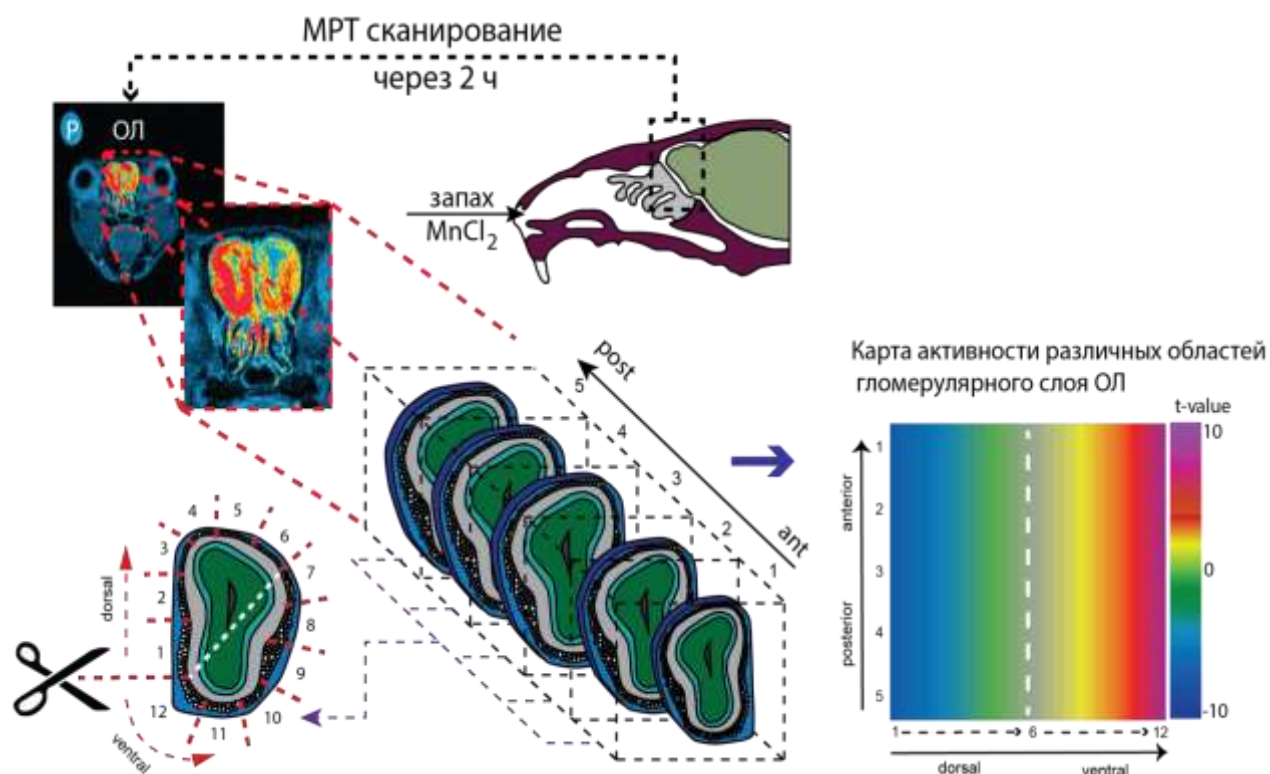 МРТ сканирование
через 2 ч
P
ОЛ
запах
MnCl2
post
5
4
3
2
1
ant
Карта активности различных областей
гломерулярного слоя ОЛ
t-value
10
0
-10
anterior
posterior
1
2
3
4
5
1
6
12
dorsal
ventral
4
5
3
6
2
7
1
8
9
12
11
10
dorsal
ventral